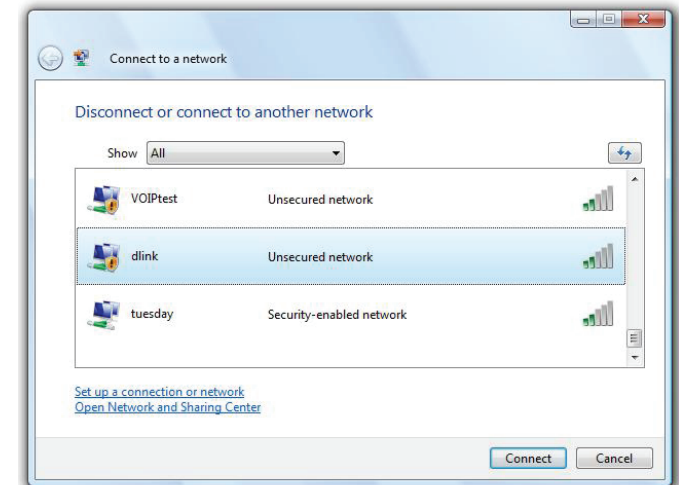 Connect to a network
Disconnect or connect to another network
Show All
VOIPtest Unsecured network
dlink Unsecured network
tuesday Security-enabled network
Set up a connection or network
Open Network and Sharing Center
Connect Cancel